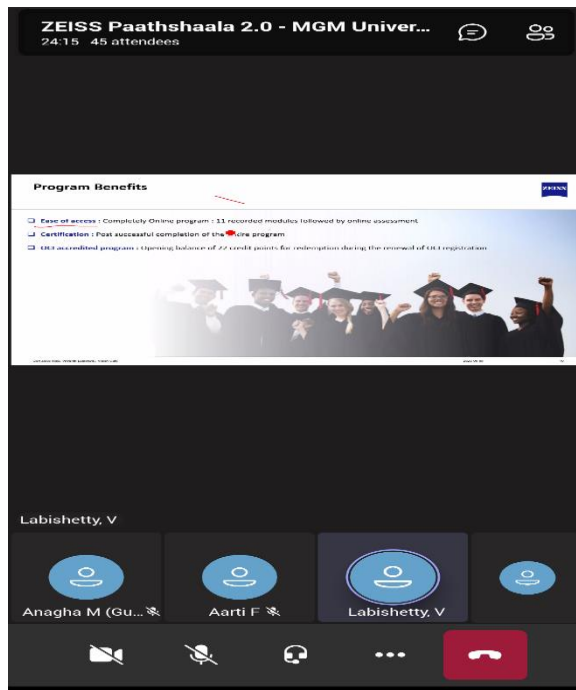 ZEISS Paathshaala 2.0 - MGM Univer...
24:15 45 attendees
Program Benefits
ZEISS
Ease of access : Completely Online program : 11 recorded modules followed by online assessment
Certification : Post successful completion of the program
OCI accredited program : Opening balance of 22 credit points for redemption during the renewal of OCI registration
Labishetty, V
Anagha M (Gu...
Aarti F
Labishetty, V